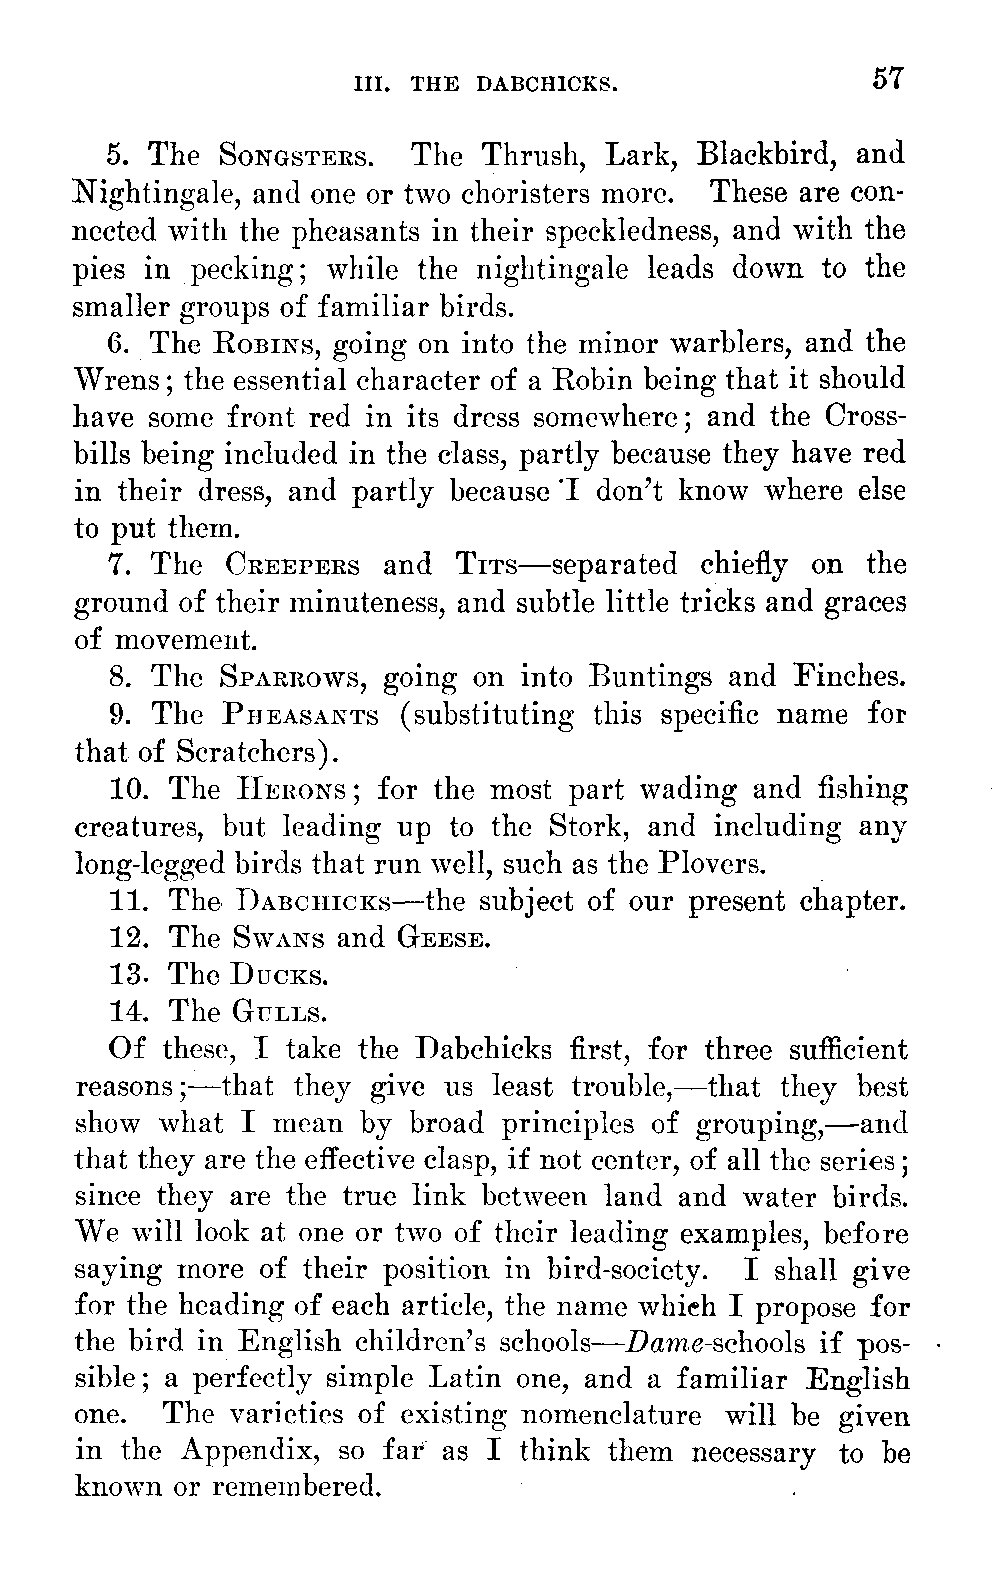 III. THE DABCHICKS. 57
5. The SONGSTERS. The Thrush, Lark, Blackbird, and
Nightingale, and one or two choristers more. These are con-
nected with the pheasants in their speckledness, and with the
pies in pecking; while the nightingale leads down to the
smaller groups of familiar birds.
6. The ROBINS, going on into the minor warblers, and the
Wrens; the essential character of a Robin being that it should
have some front red in its dress somewhere; and the Cross-
bills being included in the class, partly because they have red
in their dress, and partly because I don't know where else
to put them.
7. The CREEPERS and TITS—separated chiefly on the
ground of their minuteness, and subtle little tricks and graces
of movement.
8. The SPARROWS, going on into Buntings and Finches.
9. The PHEASANTS (substituting this specific name for
that of Scratchers).
10. The HERONS; for the most part wading and fishing
creatures, but leading up to the Stork, and including any
long-legged birds that run well, such as the Plovers.
11. The DABCHICKS—the subject of our present chapter.
12. The SWANS and GEESE.
13. The DUCKS.
14. The GULLS.
Of these, I take the Dabchicks first, for three sufficient
reasons;—that they give us least trouble,—that they best
show what I mean by broad principles of grouping,—and
that they are the effective clasp, if not center, of all the series;
since they are the true link between land and water birds.
We will look at one or two of their leading examples, before
saying more of their position in bird-society. I shall give
for the heading of each article, the name which I propose for
the bird in English children's schools—Dame-schools if pos-
sible; a perfectly simple Latin one, and a familiar English
one. The varieties of existing nomenclature will be given
in the Appendix, so far as I think them necessary to be
known or remembered.